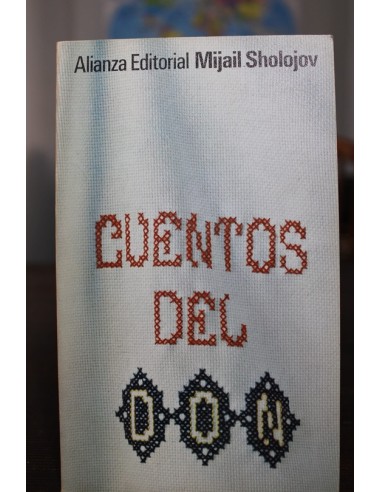 Alianza Editorial Mijail Sholojov
CUENTOS
DEL
DON